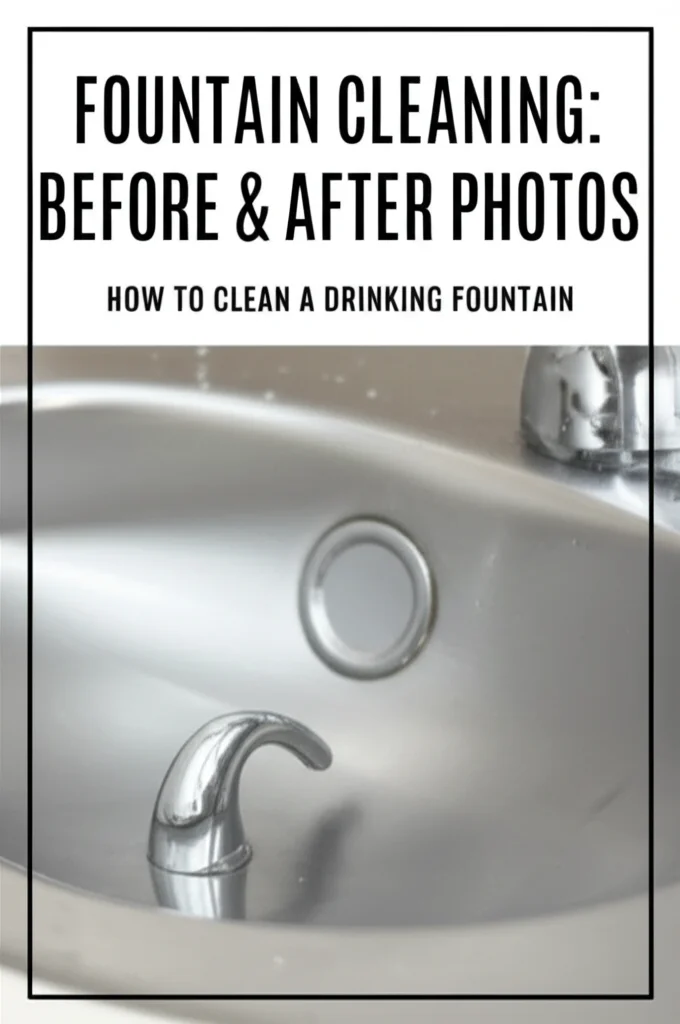 FOUNTAIN CLEANING:
BEFORE & AFTER PHOTOS
HOW TO CLEAN A DRINKING FOUNTAIN